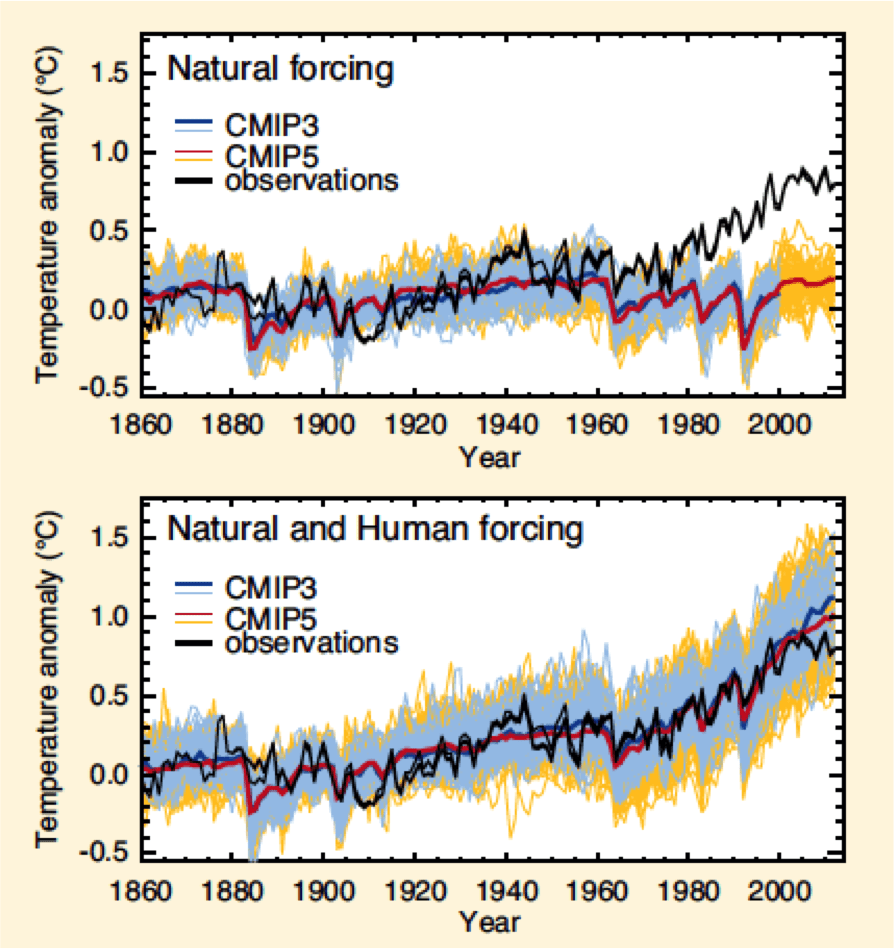 Natural forcing
CMIP3
CMIP5
observations
Temperature anomaly (°C)
1.5
1.0
0.5
0.0
-0.5
1860 1880 1900 1920 1940 1960 1980 2000
Year
Natural and Human forcing
CMIP3
CMIP5
observations
Temperature anomaly (°C)
1.5
1.0
0.5
0.0
-0.5
1860 1880 1900 1920 1940 1960 1980 2000
Year